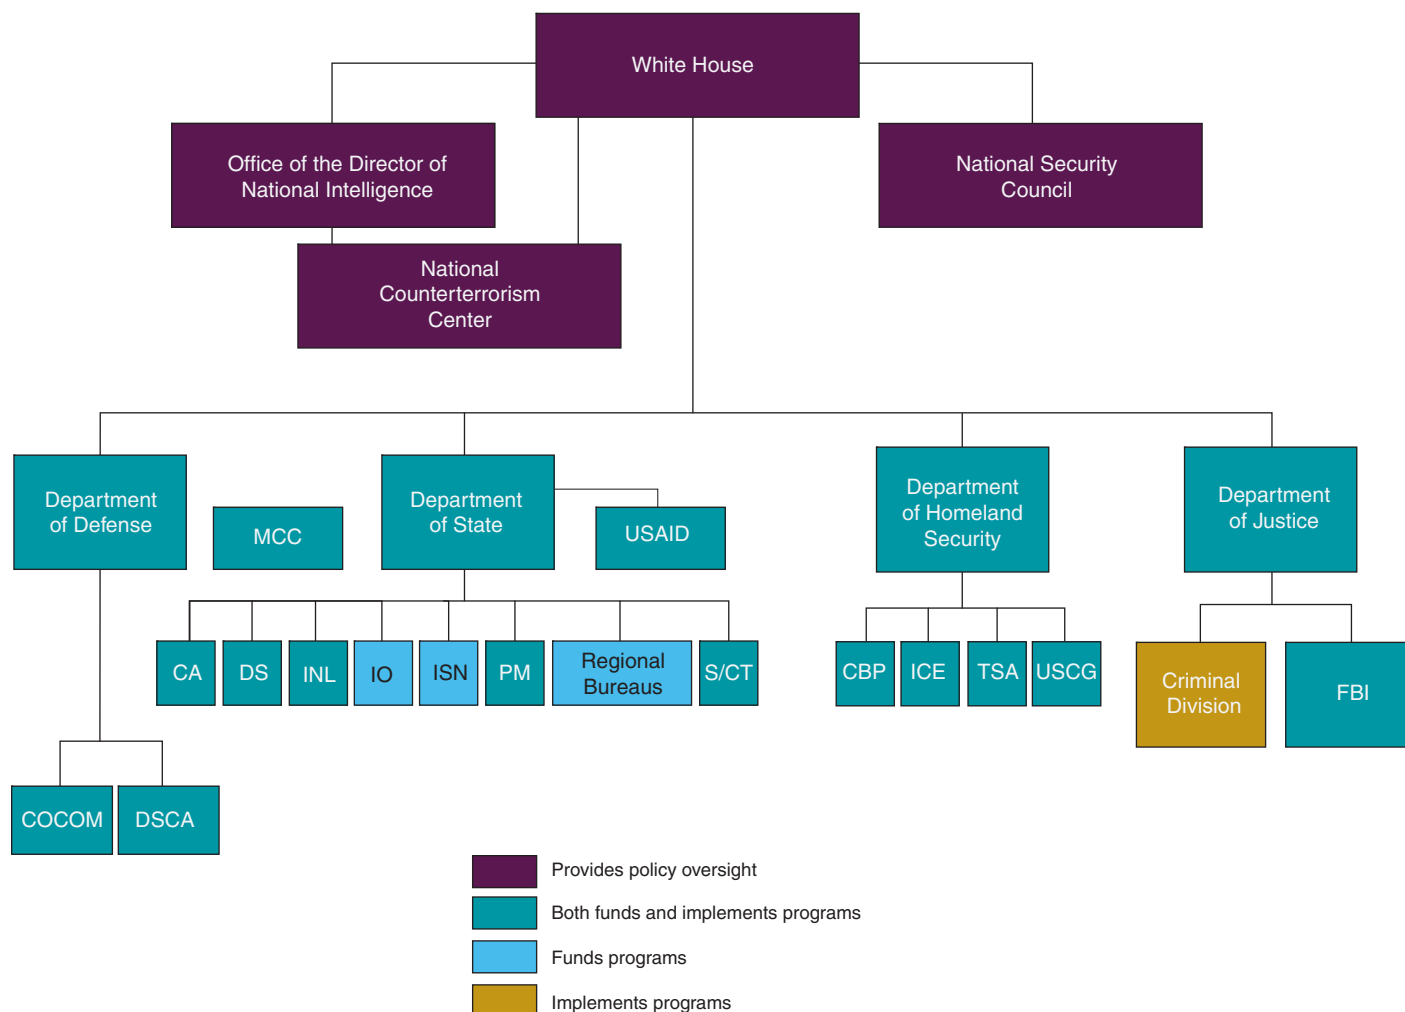 White House
Office of the Director of
National Intelligence
National Security
Council
National
Counterterrorism
Center
Department
of Defense
MCC
Department
of State
USAID
Department
of Homeland
Security
Department
of Justice
CA
DS
INL
IO
ISN
PM
Regional
Bureaus
S/CT
CBP
ICE
TSA
USCG
Criminal
Division
FBI
COCOM
DSCA
Provides policy oversight
Both funds and implements programs
Funds programs
Implements programs